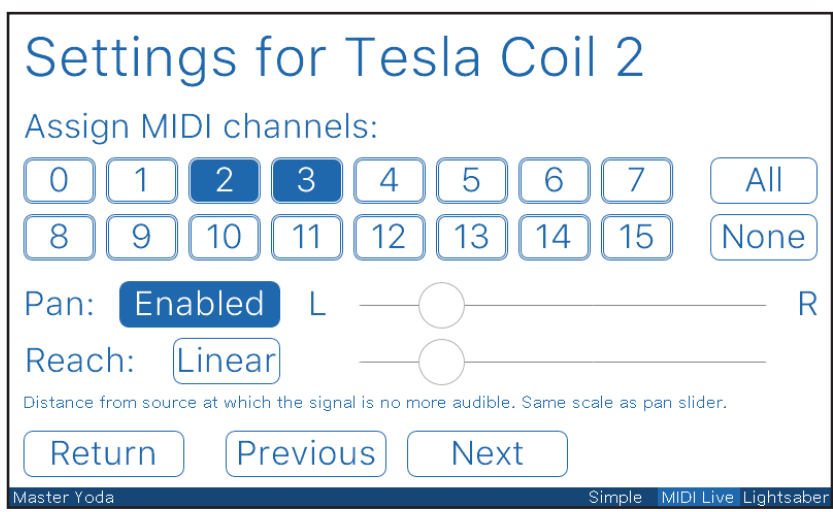 Settings for Tesla Coil 2
Assign MIDI channels:
0 1 2 3 4 5 6 7 All
8 9 10 11 12 13 14 15 None
Pan: Enabled L R
Reach: Linear
Distance from source at which the signal is no more audible. Same scale as pan slider.
Return Previous Next
Master Yoda Simple MIDI Live Lightsaber